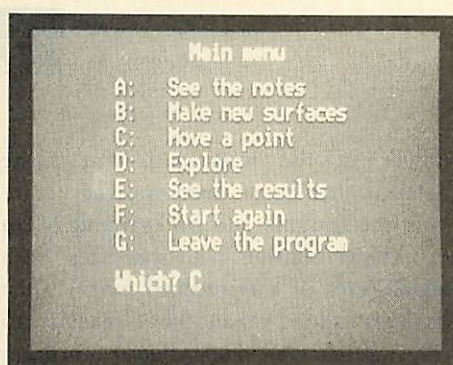 Main menu
A: See the notes
B: Make new surfaces
C: Move a point
D: Explore
E: See the results
F: Start again
G: Leave the program
Which? C